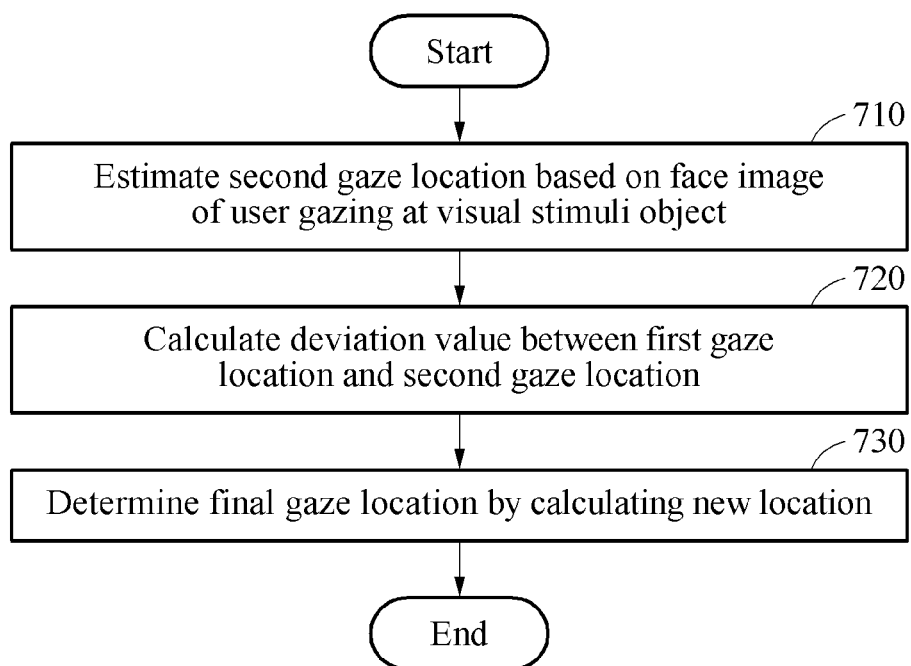 Start
710
Estimate second gaze location based on face image
of user gazing at visual stimuli object
720
Calculate deviation value between first gaze
location and second gaze location
730
Determine final gaze location by calculating new location
End